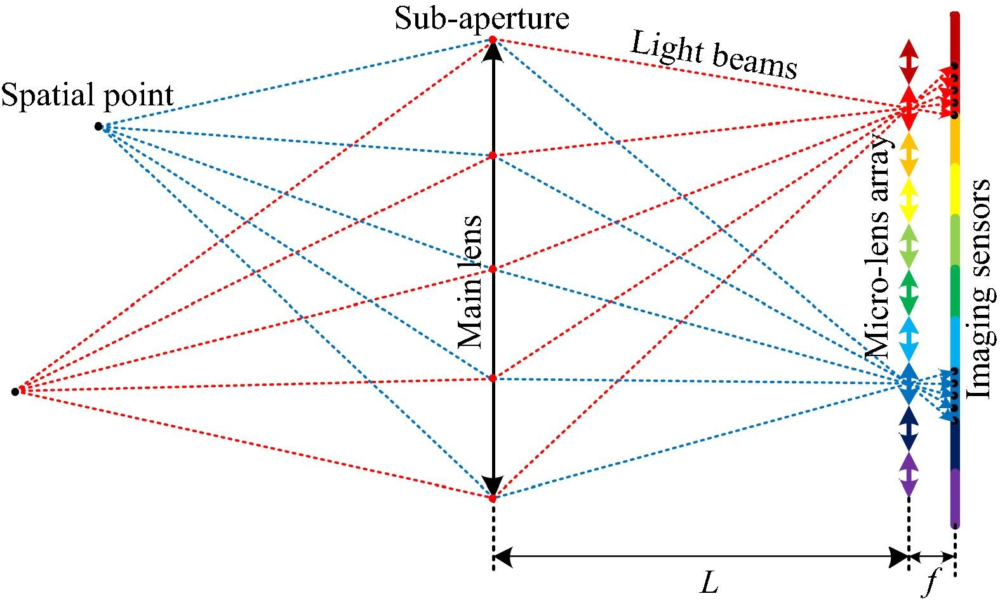 Sub-aperture
Light beams
Spatial point
Main lens
Micro-lens array
Imaging sensors
L
f